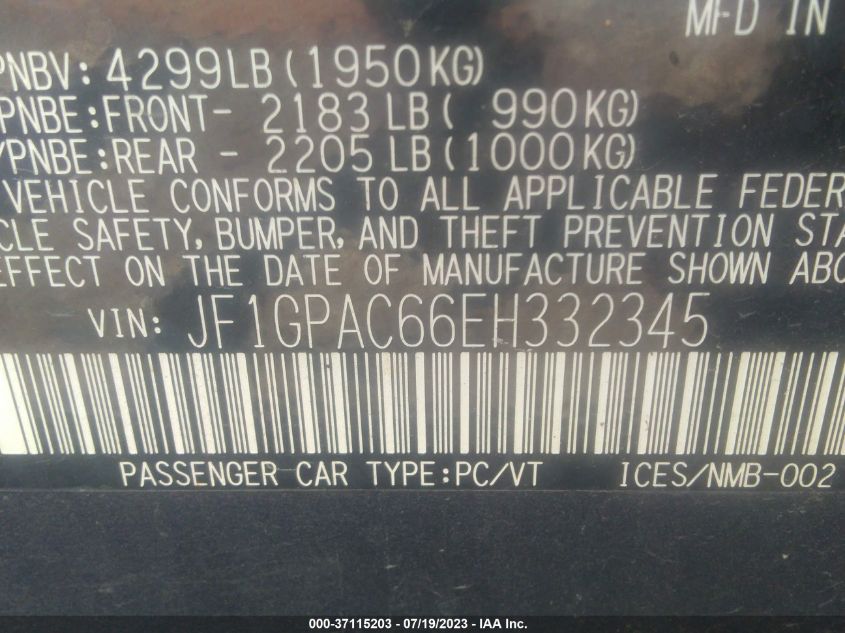 MFD IN
PNBV: 4299LB(1950KG)
PNBE:FRONT- 2183 LB( 990KG)
/PNBE:REAR - 2205 LB(1000KG)
VEHICLE CONFORMS TO ALL APPLICABLE FEDER
CLE SAFETY, BUMPER, AND THEFT PREVENTION STA
EFFECT ON THE DATE OF MANUFACTURE SHOWN ABO
VIN: JF1GPAC66EH332345
PASSENGER CAR TYPE:PC/VT ICES/NMB-002
000-37115203 - 07/19/2023 - IAA Inc.